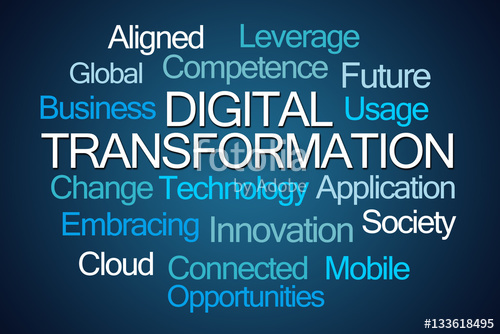 Aligned Leverage
Global Competence Future
Business DIGITAL Usage
TRANSFORMATION
fotolia
by Adobe
Change Technology Application
Embracing Innovation Society
Cloud Connected Mobile
Opportunities
#133618495